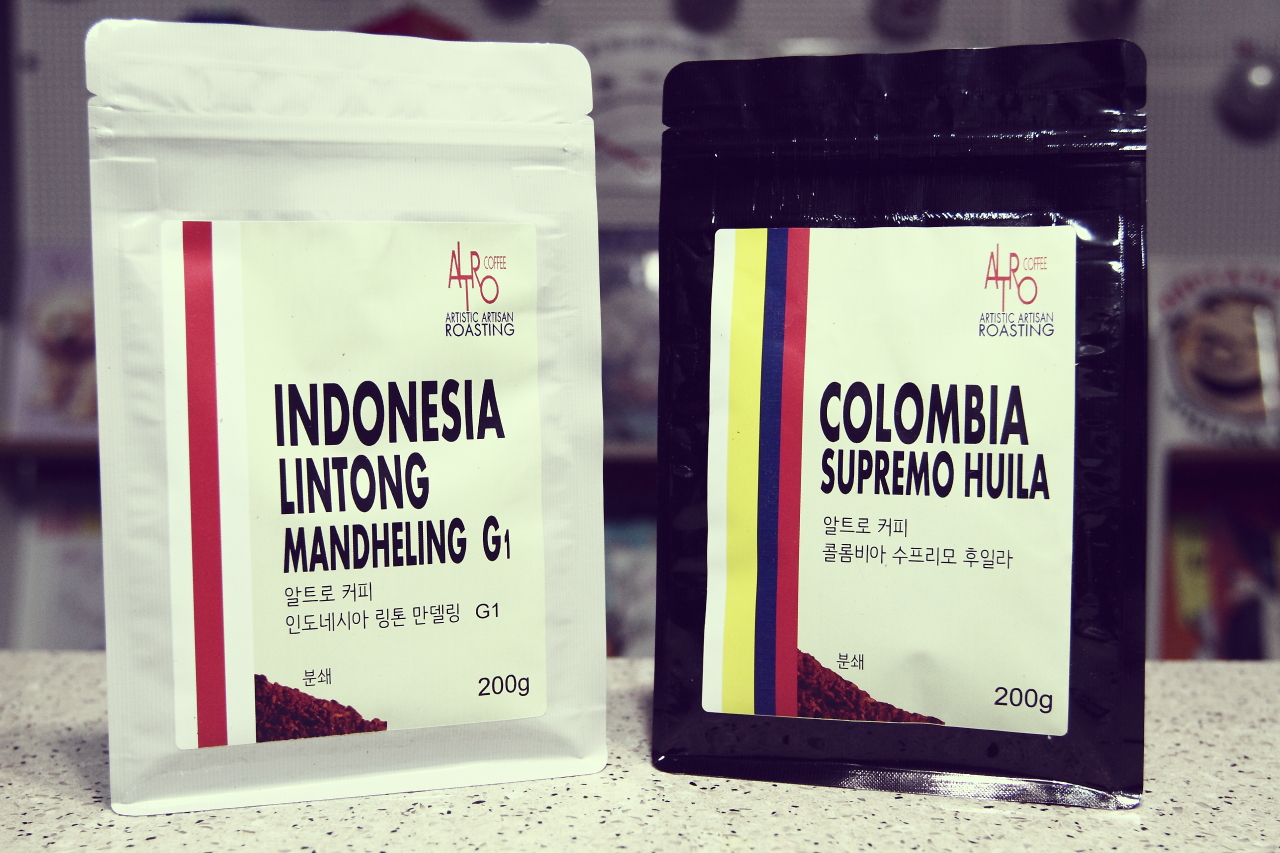 ALTRO COFFEE
ARTISTIC ARTISAN
ROASTING
INDONESIA
LINTONG
MANDHELING G1
알트로 커피
인도네시아 링톤 만델링 G1
분쇄
200g
ALTRO COFFEE
ARTISTIC ARTISAN
ROASTING
COLOMBIA
SUPREMO HUILA
알트로 커피
콜롬비아 수프리모 후일라
분쇄
200g